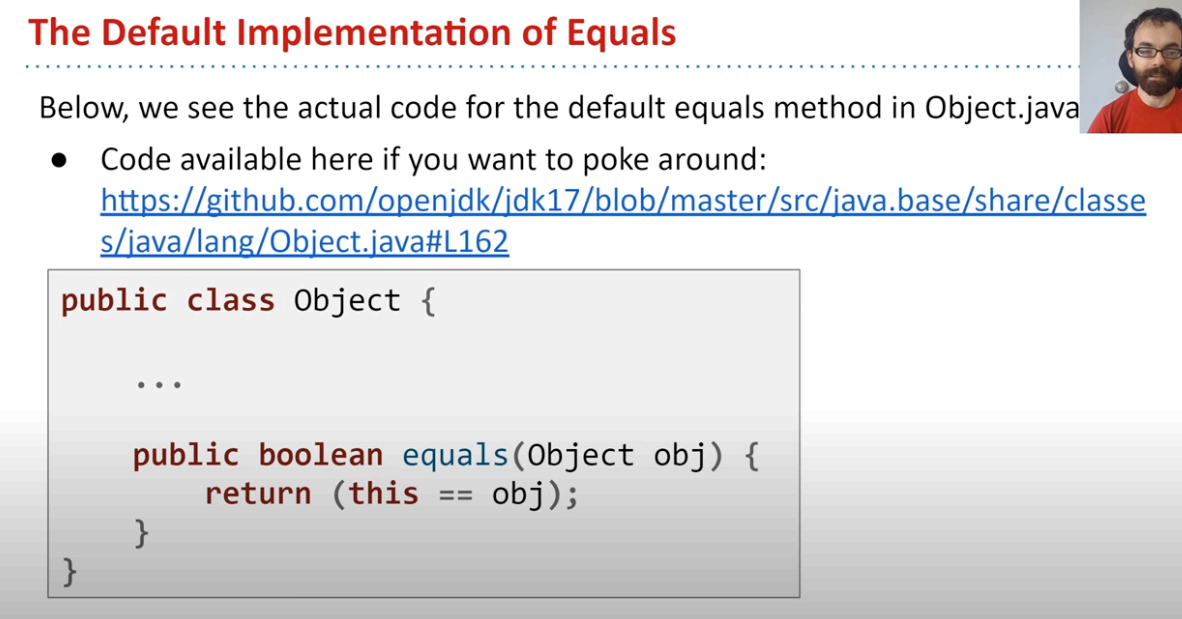 The Default Implementation of Equals
Below, we see the actual code for the default equals method in Object.java
● Code available here if you want to poke around:
https://github.com/openjdk/jdk17/blob/master/src/java.base/share/classe
s/java/lang/Object.java#L162
public class Object {
...
public boolean equals(Object obj) {
return (this == obj);
}
}